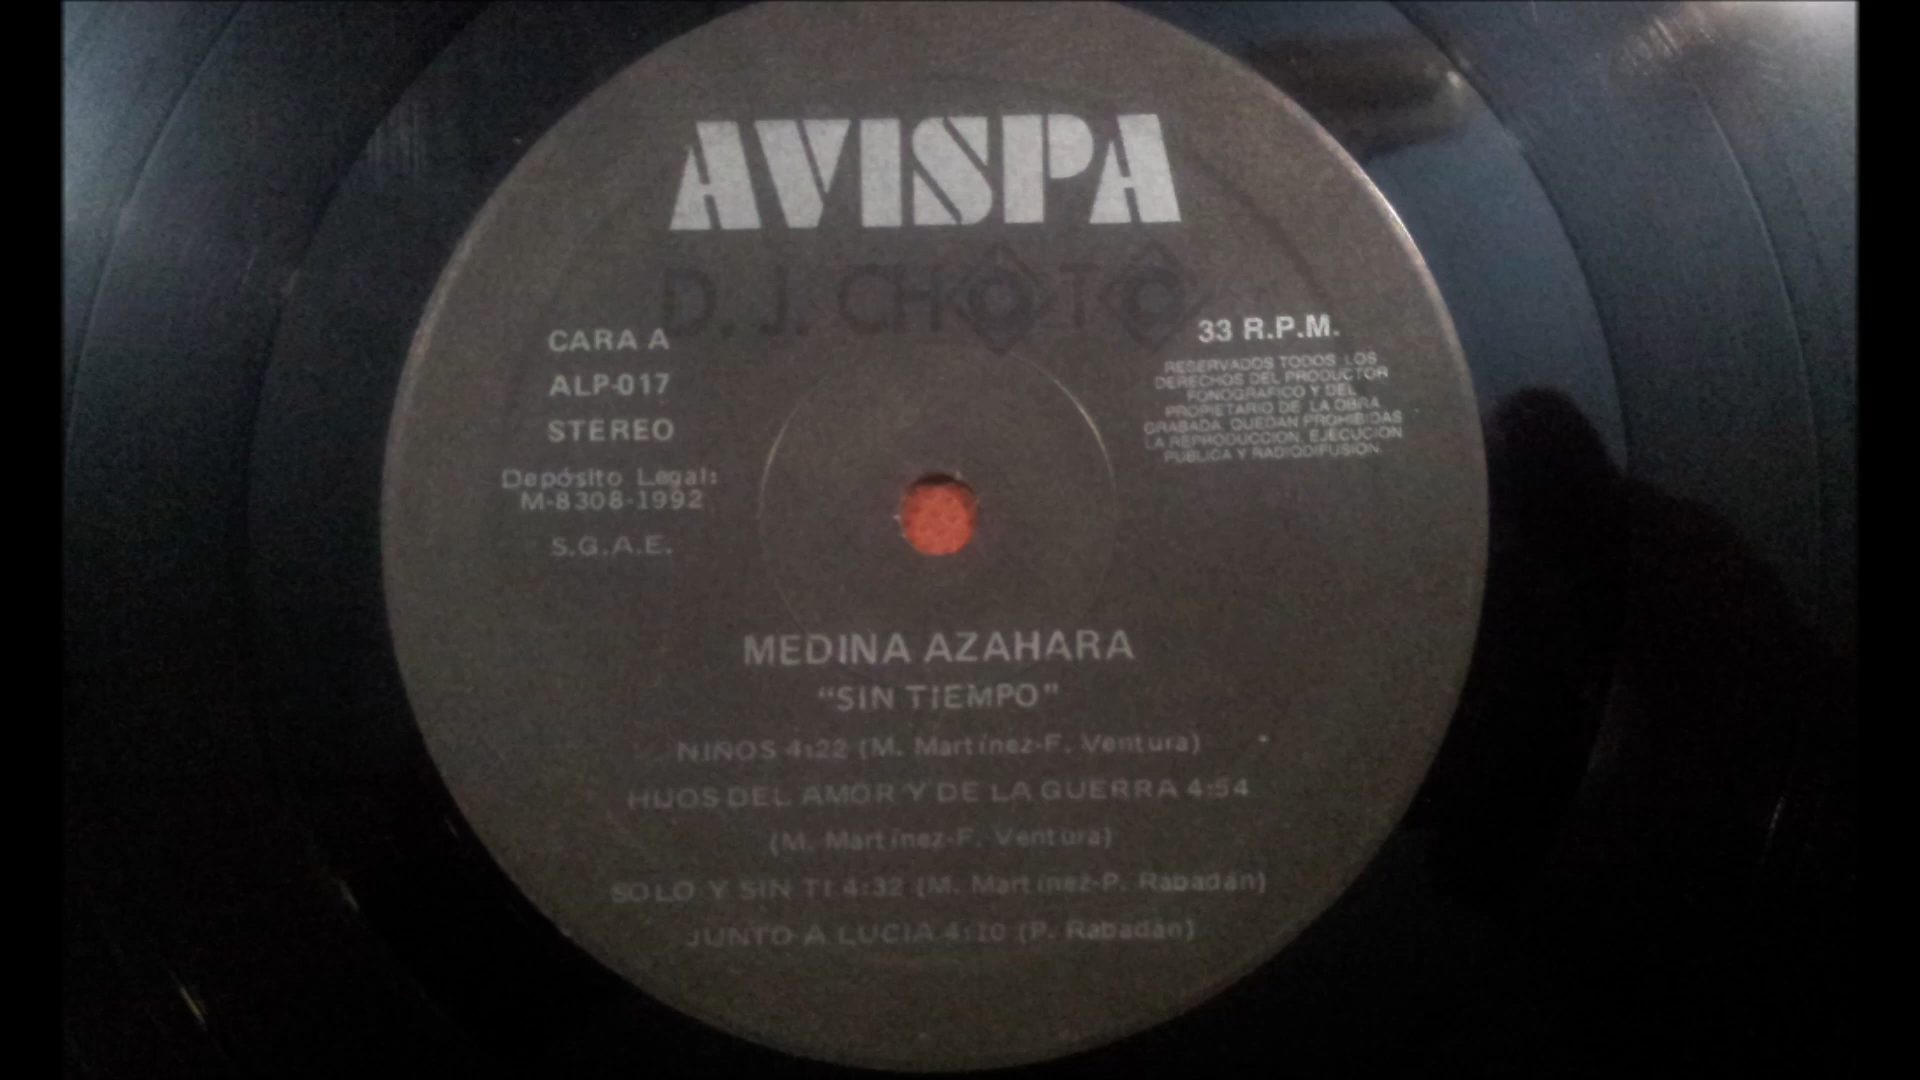 AVISPA
D.J. CHOTO
CARA A
ALP-017
STEREO
Depósito Legal:
M-8308-1992
S.G.A.E.
33 R.P.M.
RESERVADOS TODOS LOS
DERECHOS DEL PRODUCTOR
FONOGRAFICO Y DEL
PROPIETARIO DE LA OBRA
GRABADA. QUEDAN PROHIBIDAS
LA REPRODUCCION, EJECUCION
PUBLICA Y RADIODIFUSION.
MEDINA AZAHARA
“SIN TIEMPO”
NIÑOS 4:22 (M. Martínez-F. Ventura)
HIJOS DEL AMOR Y DE LA GUERRA 4:54
(M. Martínez-F. Ventura)
SOLO Y SIN TI 4:32 (M. Martínez-P. Rabadán)
JUNTO A LUCIA 4:10 (P. Rabadán)